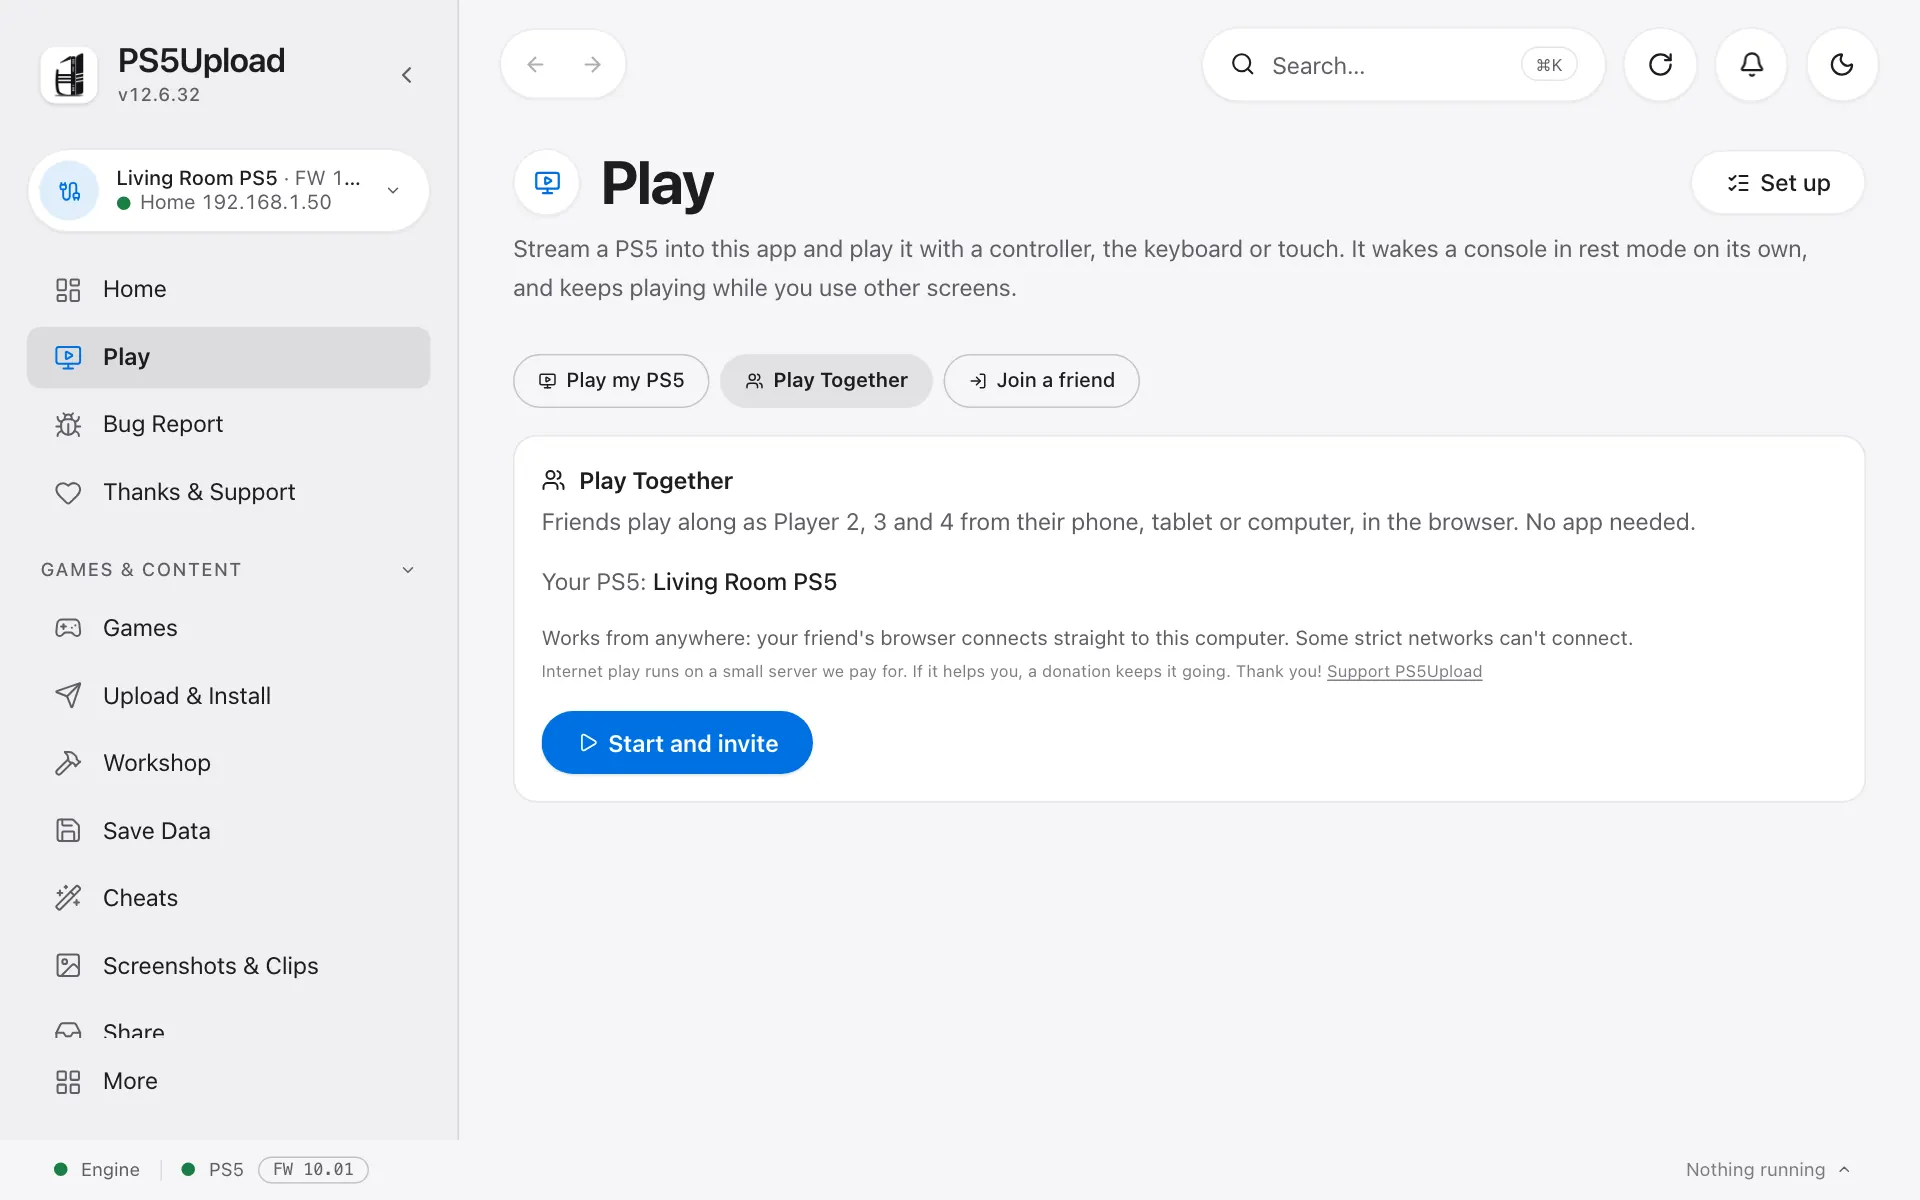 PS5Upload
v12.6.32
Living Room PS5 · FW 1...
Home 192.168.1.50
Home
Play
Bug Report
Thanks & Support
GAMES & CONTENT
Games
Upload & Install
Workshop
Save Data
Cheats
Screenshots & Clips
Share
More
Search...
⌘K
Play
Set up
Stream a PS5 into this app and play it with a controller, the keyboard or touch. It wakes a console in rest mode on its own,
and keeps playing while you use other screens.
Play my PS5
Play Together
Join a friend
Play Together
Friends play along as Player 2, 3 and 4 from their phone, tablet or computer, in the browser. No app needed.
Your PS5: Living Room PS5
Works from anywhere: your friend's browser connects straight to this computer. Some strict networks can't connect.
Internet play runs on a small server we pay for. If it helps you, a donation keeps it going. Thank you! Support PS5Upload
Start and invite
Engine
PS5
FW 10.01
Nothing running